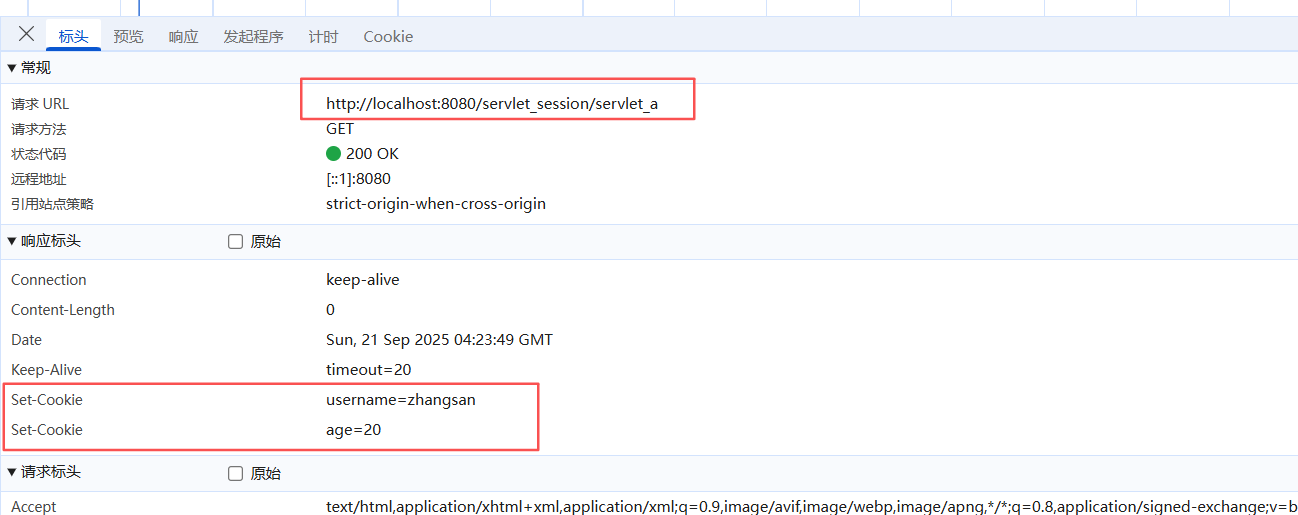 标头 预览 响应 发起程序 计时 Cookie
常规
请求 URL http://localhost:8080/servlet_session/servlet_a
请求方法 GET
状态代码 200 OK
远程地址 [::1]:8080
引用站点策略 strict-origin-when-cross-origin
响应标头 原始
Connection keep-alive
Content-Length 0
Date Sun, 21 Sep 2025 04:23:49 GMT
Keep-Alive timeout=20
Set-Cookie username=zhangsan
Set-Cookie age=20
请求标头 原始
Accept text/html,application/xhtml+xml,application/xml;q=0.9,image/avif,image/webp,image/apng,*/*;q=0.8,application/signed-exchange;v=b